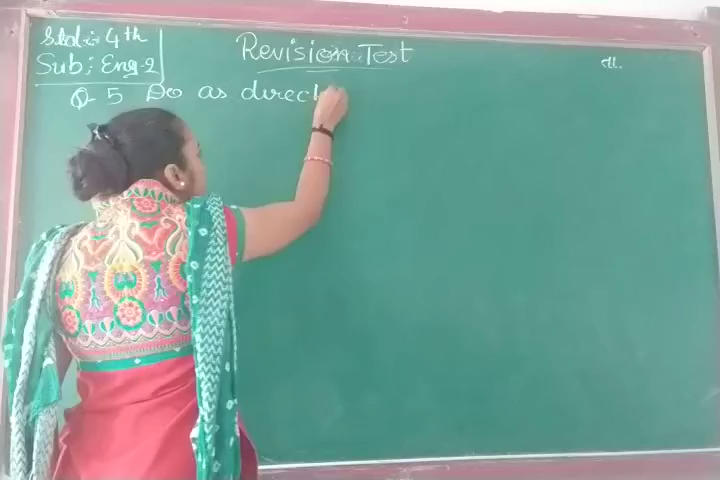 Std :- 4th
Sub : Eng-2
Revision Test
Q 5 Do as direct